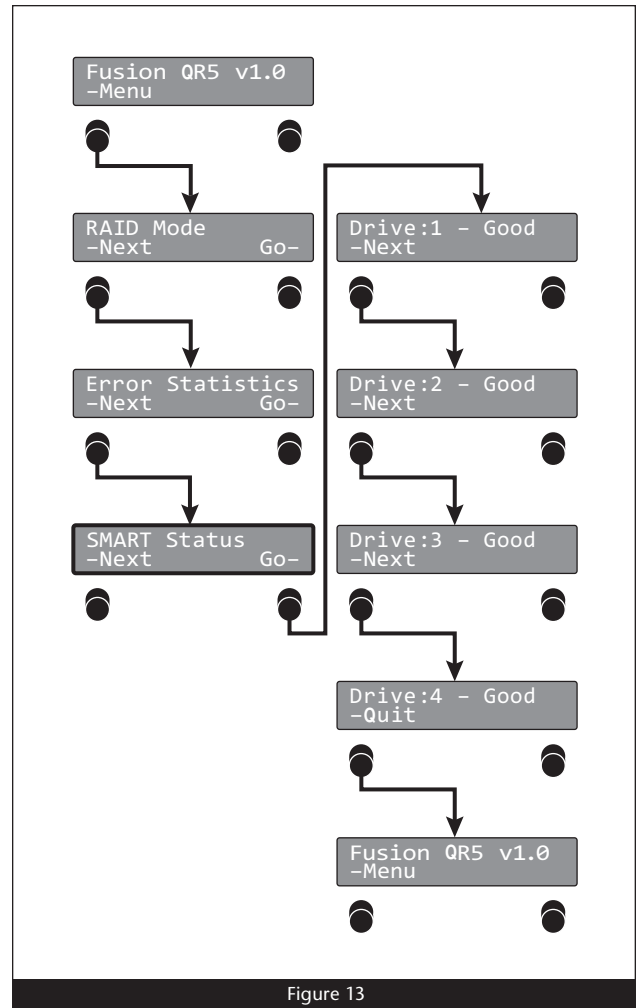 Fusion QR5 v1.0
–Menu
RAID Mode
–Next Go–
Error Statistics
–Next Go–
SMART Status
–Next Go–
Drive:1 – Good
–Next
Drive:2 – Good
–Next
Drive:3 – Good
–Next
Drive:4 – Good
–Quit
Fusion QR5 v1.0
–Menu
Figure 13